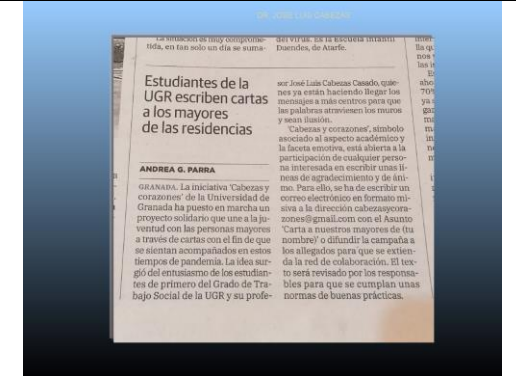 La situación es muy comprome-
tida, en tan solo un día se suma-
del virus. Es la Escuela Infantil
Duendes, de Atarfe.
Estudiantes de la
UGR escriben cartas
a los mayores
de las residencias
ANDREA G. PARRA
GRANADA. La iniciativa 'Cabezas y
corazones' de la Universidad de
Granada ha puesto en marcha un
proyecto solidario que une a la ju-
ventud con las personas mayores
a través de cartas con el fin de que
se sientan acompañados en estos
tiempos de pandemia. La idea sur-
gió del entusiasmo de los estudian-
tes de primero del Grado de Tra-
bajo Social de la UGR y su profe-
sor José Luis Cabezas Casado, quie-
nes ya están haciendo llegar los
mensajes a más centros para que
las palabras atraviesen los muros
y sean ilusión.
'Cabezas y corazones', símbolo
asociado al aspecto académico y
la faceta emotiva, está abierta a la
participación de cualquier perso-
na interesada en escribir unas lí-
neas de agradecimiento y de áni-
mo. Para ello, se ha de escribir un
correo electrónico en formato mi-
siva a la dirección cabezasycora-
zones@gmail.com con el Asunto
'Carta a nuestros mayores de (tu
nombre)' o difundir la campaña a
los allegados para que se extien-
da la red de colaboración. El tex-
to será revisado por los responsa-
bles para que se cumplan unas
normas de buenas prácticas.